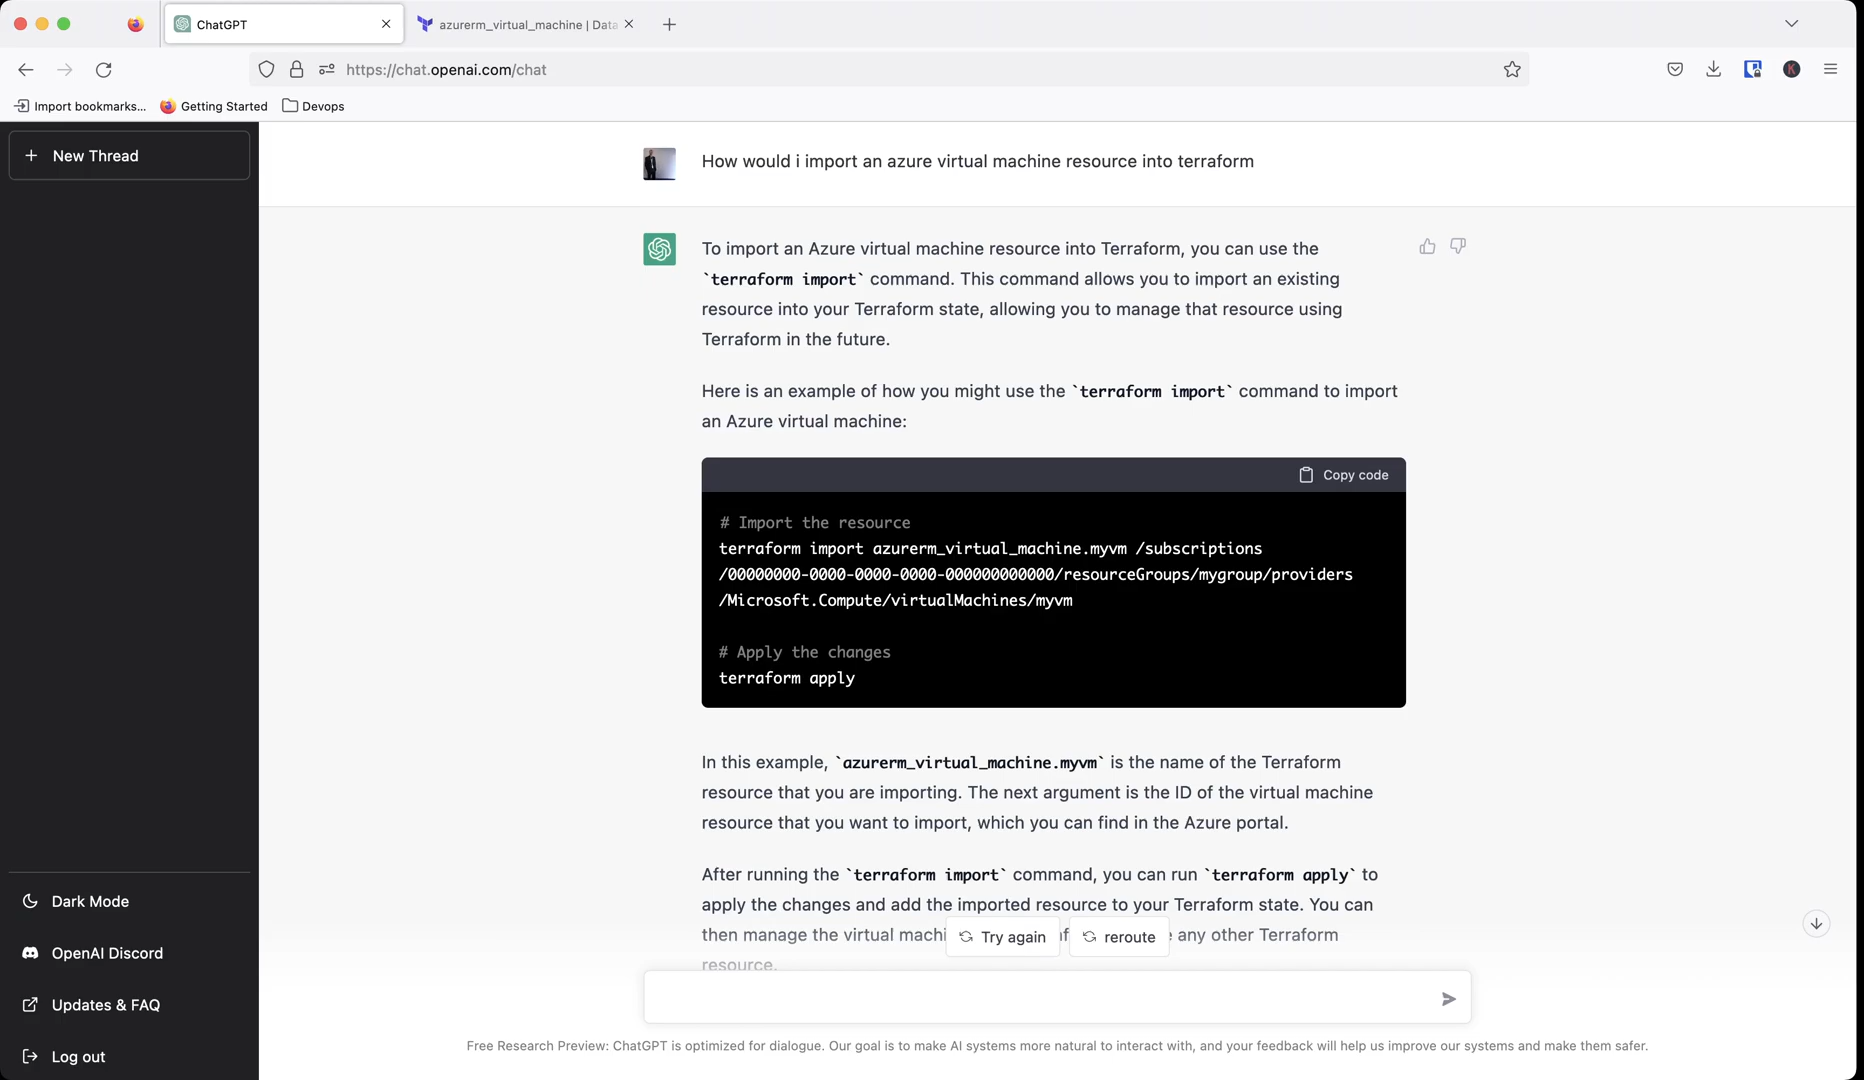 ChatGPT
azurerm_virtual_machine | Data
https://chat.openai.com/chat
K
Import bookmarks...
Getting Started
Devops
New Thread
How would i import an azure virtual machine resource into terraform
To import an Azure virtual machine resource into Terraform, you can use the
`terraform import` command. This command allows you to import an existing
resource into your Terraform state, allowing you to manage that resource using
Terraform in the future.
Here is an example of how you might use the `terraform import` command to import
an Azure virtual machine:
Copy code
# Import the resource
terraform import azurerm_virtual_machine.myvm /subscriptions
/00000000-0000-0000-0000-000000000000/resourceGroups/mygroup/providers
/Microsoft.Compute/virtualMachines/myvm
# Apply the changes
terraform apply
In this example, `azurerm_virtual_machine.myvm` is the name of the Terraform
resource that you are importing. The next argument is the ID of the virtual machine
resource that you want to import, which you can find in the Azure portal.
After running the `terraform import` command, you can run `terraform apply` to
apply the changes and add the imported resource to your Terraform state. You can
then manage the virtual machi any other Terraform
resource.
Try again
reroute
Dark Mode
OpenAI Discord
Updates & FAQ
Log out
Free Research Preview: ChatGPT is optimized for dialogue. Our goal is to make AI systems more natural to interact with, and your feedback will help us improve our systems and make them safer.